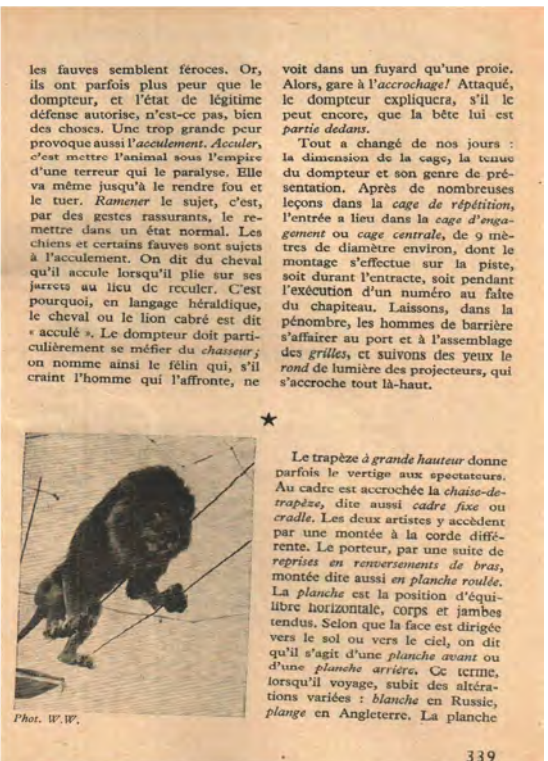 les fauves semblent féroces. Or,
ils ont parfois plus peur que le
dompteur, et l'état de légitime
défense autorise, n'est-ce pas, bien
des choses. Une trop grande peur
provoque aussi l'acculement. Acculer,
c'est mettre l'animal sous l'empire
d'une terreur qui le paralyse. Elle
va même jusqu'à le rendre fou et
le tuer. Ramener le sujet, c'est,
par des gestes rassurants, le re-
mettre dans un état normal. Les
chiens et certains fauves sont sujets
à l'acculement. On dit du cheval
qu'il accule lorsqu'il plie sur ses
jarrets au lieu de reculer. C'est
pourquoi, en langage héraldique,
le cheval ou le lion cabré est dit
« acculé ». Le dompteur doit parti-
culièrement se méfier du chasseur;
on nomme ainsi le félin qui, s'il
craint l'homme qui l'affronte, ne
voit dans un fuyard qu'une proie.
Alors, gare à l'accrochage! Attaqué,
le dompteur expliquera, s'il le
peut encore, que la bête lui est
partie dedans.
Tout a changé de nos jours :
la dimension de la cage, la tenue
du dompteur et son genre de pré-
sentation. Après de nombreuses
leçons dans la cage de répétition,
l'entrée a lieu dans la cage d'enga-
gement ou cage centrale, de 9 mè-
tres de diamètre environ, dont le
montage s'effectue sur la piste,
soit durant l'entracte, soit pendant
l'exécution d'un numéro au faîte
du chapiteau. Laissons, dans la
pénombre, les hommes de barrière
s'affairer au port et à l'assemblage
des grilles, et suivons des yeux le
rond de lumière des projecteurs, qui
s'accroche tout là-haut.
★
Le trapèze à grande hauteur donne
parfois le vertige aux spectateurs.
Au cadre est accrochée la chaise-de-
trapèze, dite aussi cadre fixe ou
cradle. Les deux artistes y accèdent
par une montée à la corde diffé-
rente. Le porteur, par une suite de
reprises en renversements de bras,
montée dite aussi en planche roulée.
La planche est la position d'équi-
libre horizontale, corps et jambes
tendus. Selon que la face est dirigée
vers le sol ou vers le ciel, on dit
qu'il s'agit d'une planche avant ou
d'une planche arrière. Ce terme,
lorsqu'il voyage, subit des altéra-
tions variées : blanche en Russie,
plange en Angleterre. La planche
Phot. W.W.
339